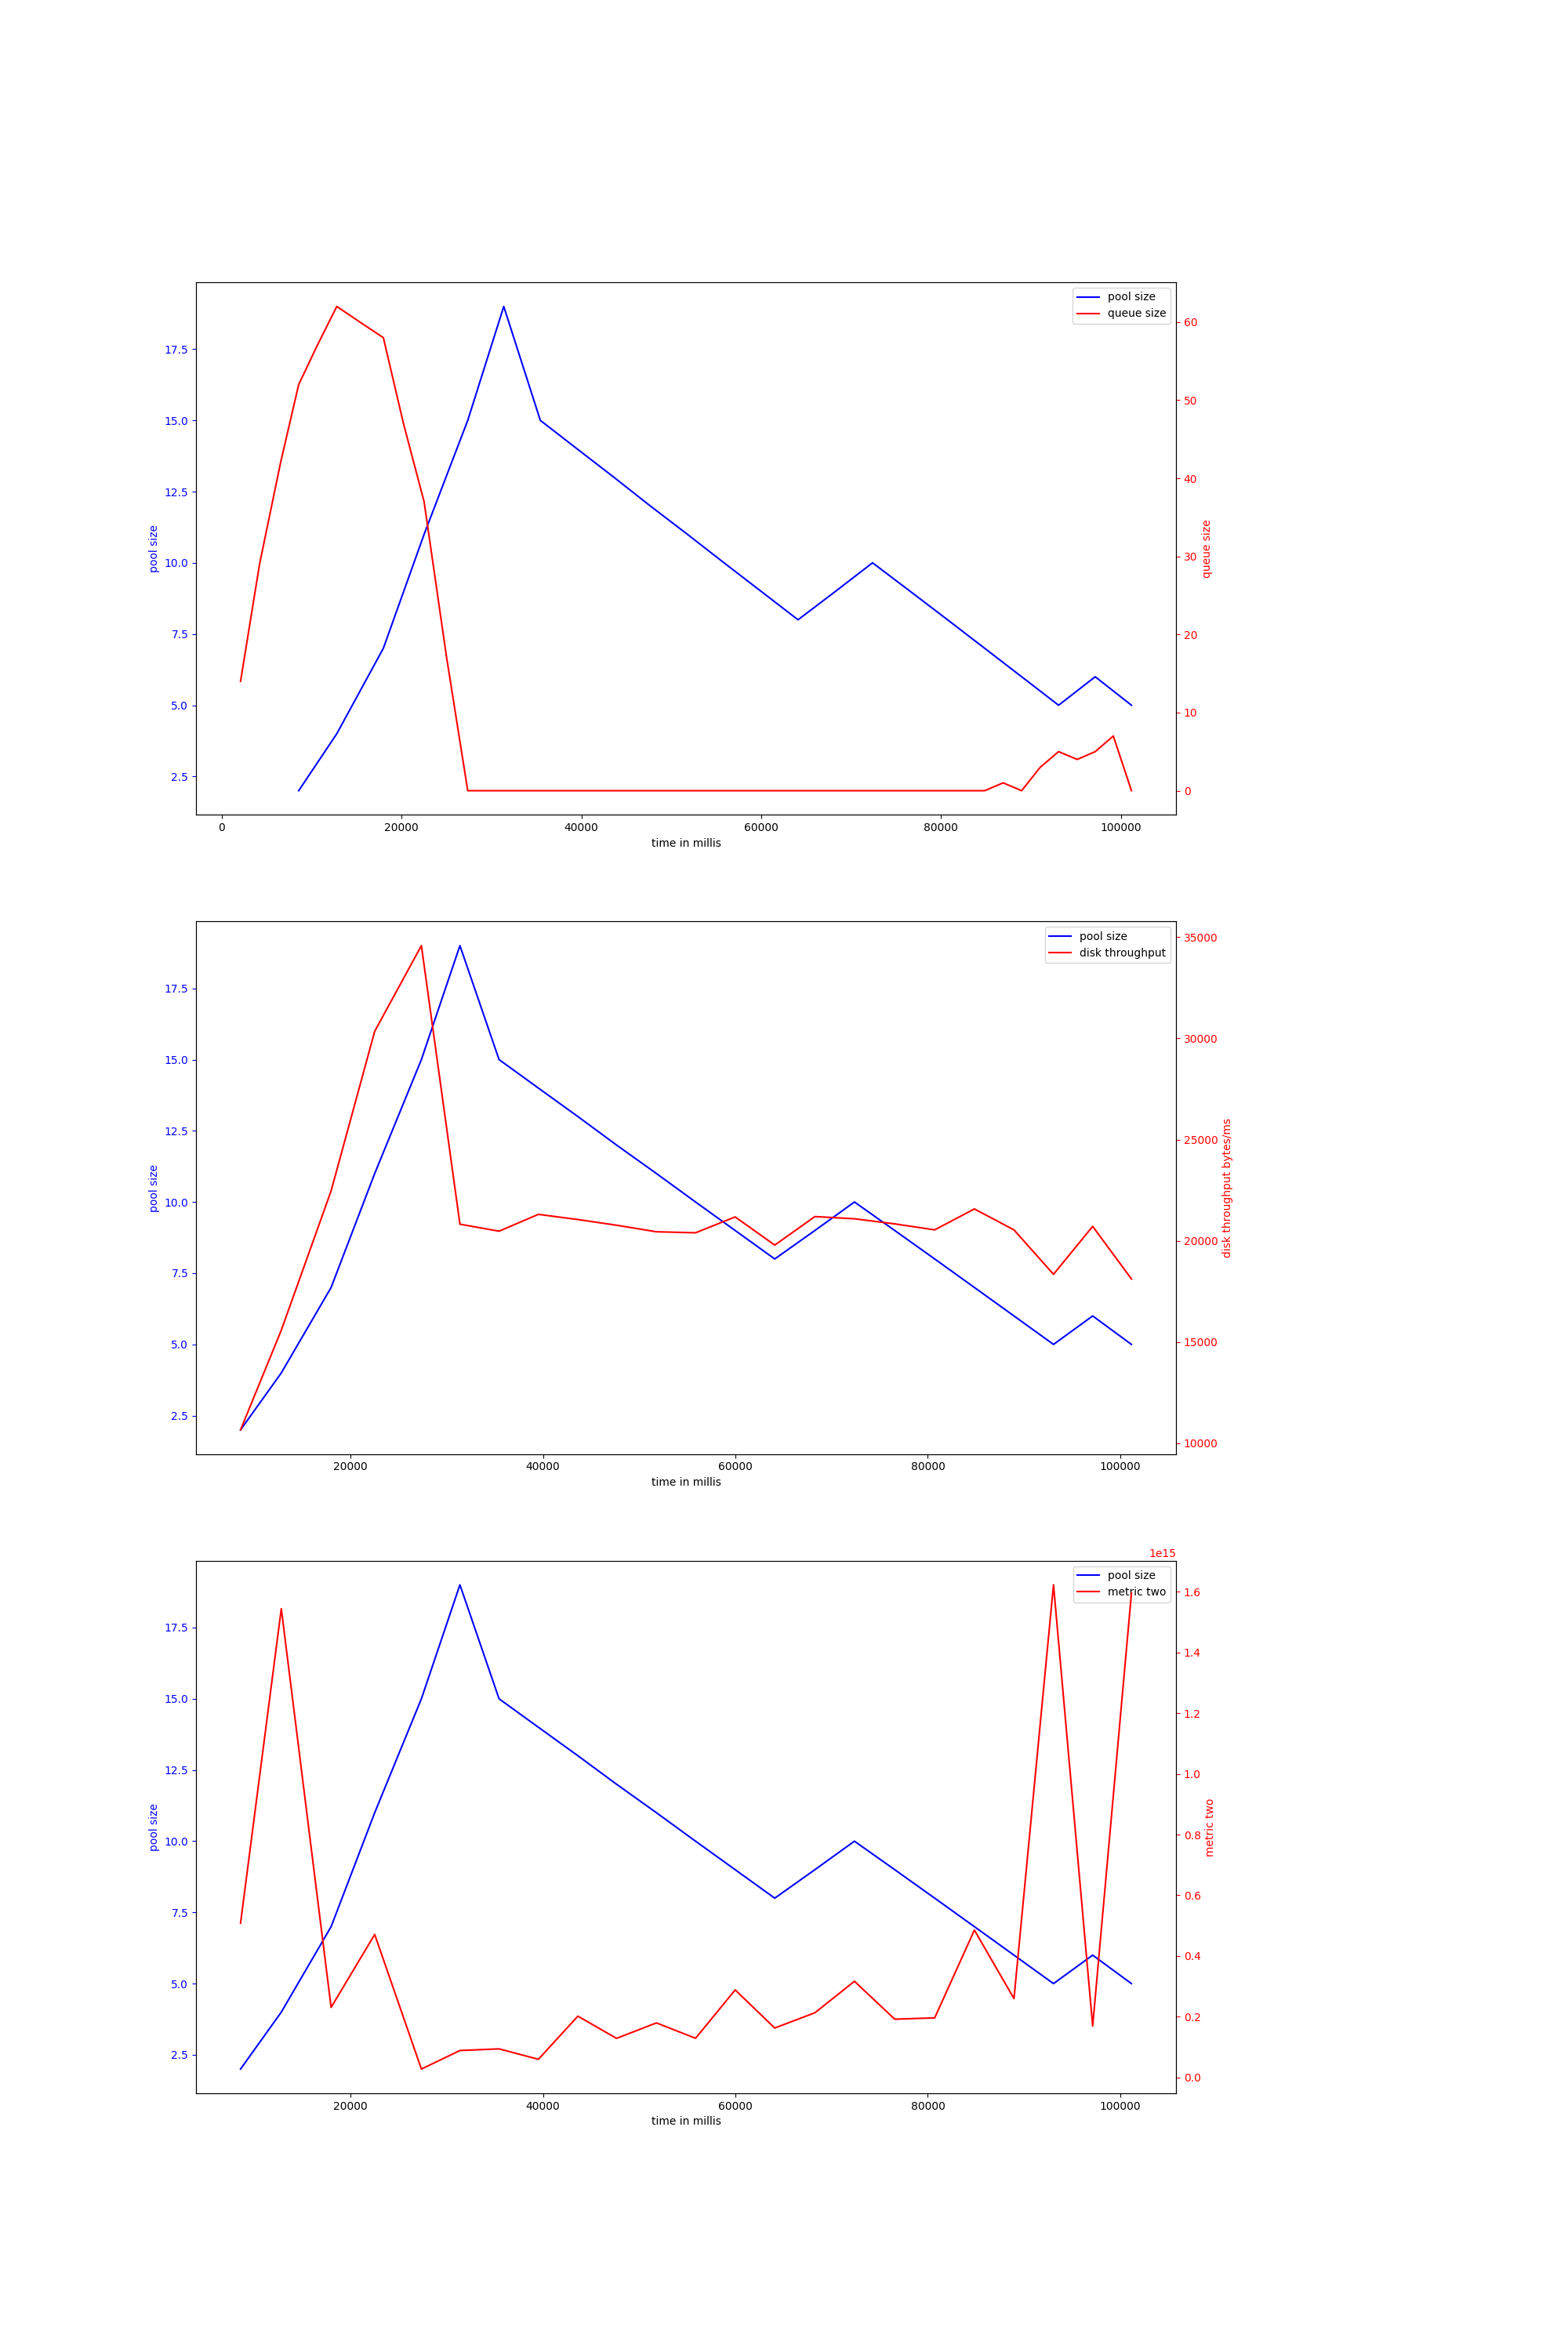 pool size
queue size
17.5
15.0
12.5
10.0
7.5
5.0
2.5
pool size
60
50
40
30
20
10
0
queue size
0 20000 40000 60000 80000 100000
time in millis
pool size
disk throughput
17.5
15.0
12.5
10.0
7.5
5.0
2.5
pool size
35000
30000
25000
20000
15000
10000
disk throughput bytes/ms
20000 40000 60000 80000 100000
time in millis
1e15
pool size
metric two
17.5
15.0
12.5
10.0
7.5
5.0
2.5
pool size
1.6
1.4
1.2
1.0
0.8
0.6
0.4
0.2
0.0
metric two
20000 40000 60000 80000 100000
time in millis